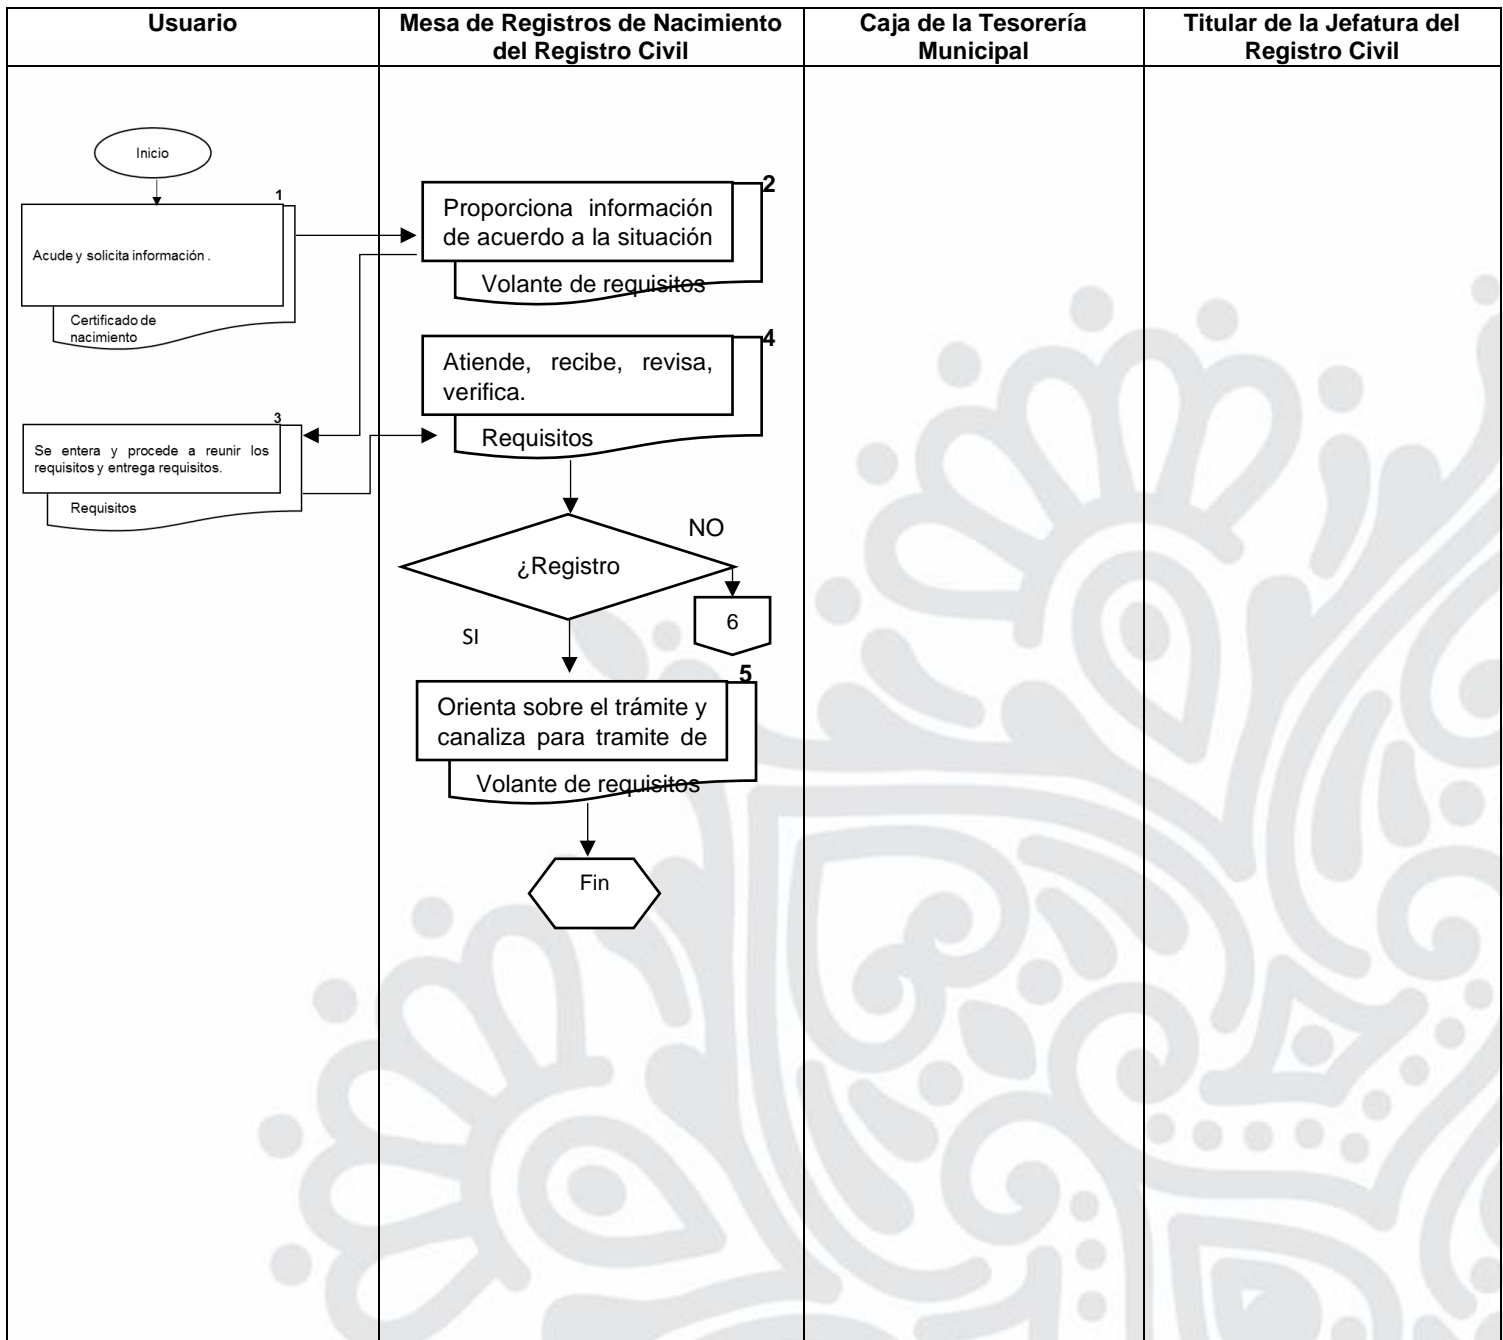 Usuario
Mesa de Registros de Nacimiento
del Registro Civil
Caja de la Tesorería
Municipal
Titular de la Jefatura del
Registro Civil
Inicio
1
Acude y solicita información .
Certificado de
nacimiento
2
Proporciona información
de acuerdo a la situación
Volante de requisitos
3
Se entera y procede a reunir los
requisitos y entrega requisitos.
Requisitos
4
Atiende, recibe, revisa,
verifica.
Requisitos
¿Registro
NO
6
SI
5
Orienta sobre el trámite y
canaliza para tramite de
Volante de requisitos
Fin